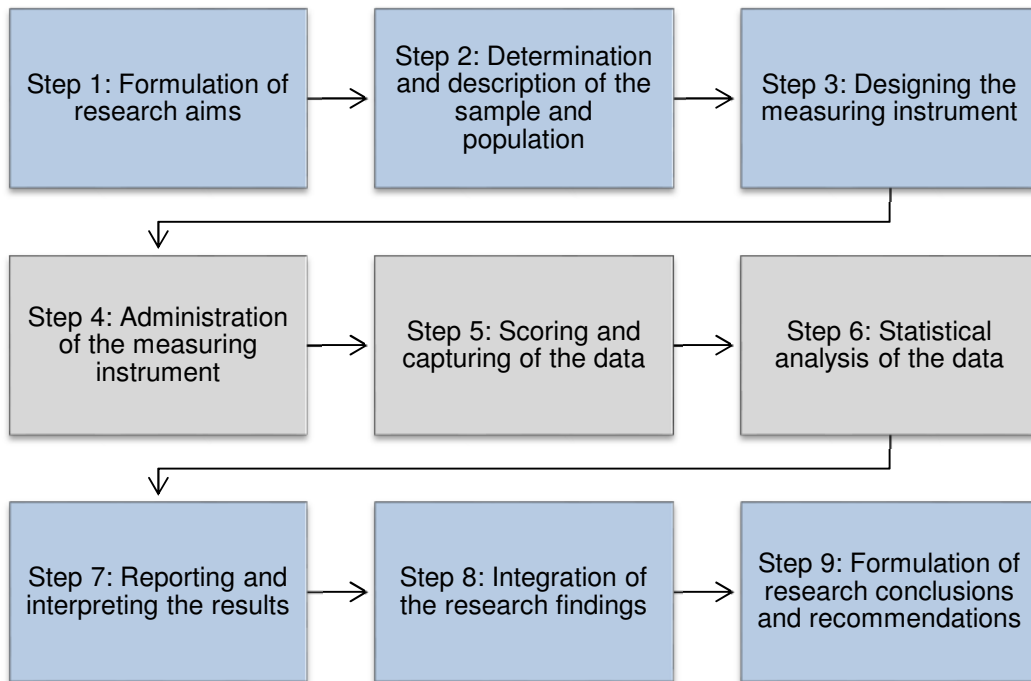 Step 1: Formulation of
research aims
Step 2: Determination
and description of the
sample and
population
Step 3: Designing the
measuring instrument
Step 4: Administration
of the measuring
instrument
Step 5: Scoring and
capturing of the data
Step 6: Statistical
analysis of the data
Step 7: Reporting and
interpreting the results
Step 8: Integration of
the research findings
Step 9: Formulation of
research conclusions
and recommendations